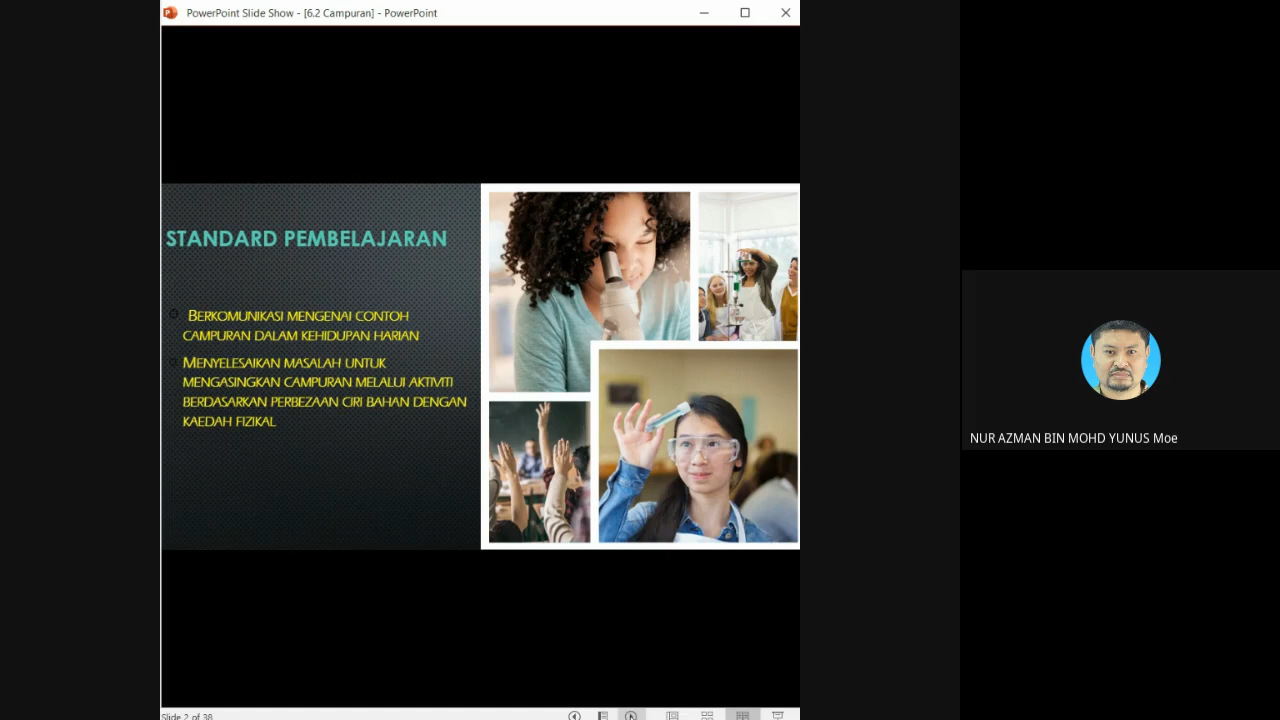 PowerPoint Slide Show - [6.2 Campuran] - PowerPoint
STANDARD PEMBELAJARAN
BERKOMUNIKASI MENGENAI CONTOH
CAMPURAN DALAM KEHIDUPAN HARIAN
MENYELESAIKAN MASALAH UNTUK
MENGASINGKAN CAMPURAN MELALUI AKTIVITI
BERDASARKAN PERBEZAAN CIRI BAHAN DENGAN
KAEDAH FIZIKAL
NUR AZMAN BIN MOHD YUNUS Moe
Slide 2 of 38